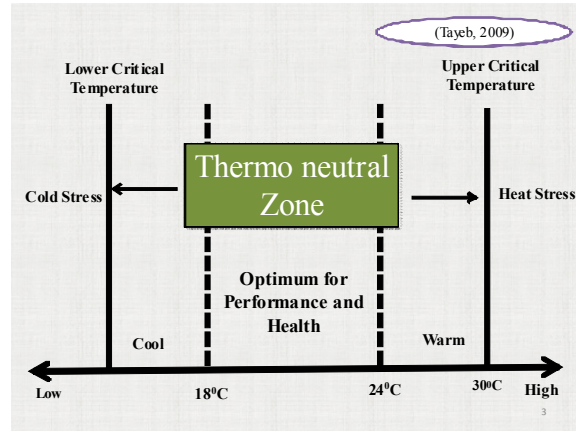 (Tayeb, 2009)
Lower Critical
Temperature
Upper Critical
Temperature
Thermo neutral
Zone
Cold Stress
Heat Stress
Optimum for
Performance and
Health
Cool
Warm
Low
18⁰C
24⁰C
30⁰C
High
3